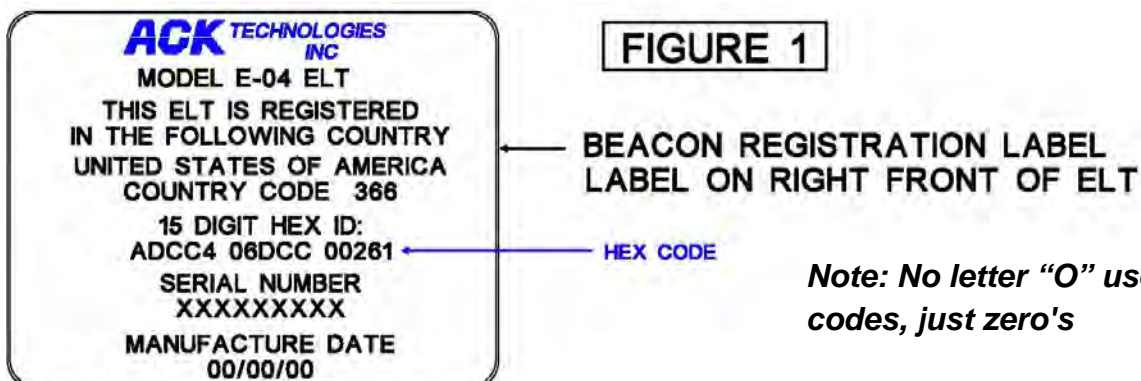 ACK TECHNOLOGIES
INC
MODEL E-04 ELT
THIS ELT IS REGISTERED
IN THE FOLLOWING COUNTRY
UNITED STATES OF AMERICA
COUNTRY CODE 366
15 DIGIT HEX ID:
ADCC4 06DCC 00261
SERIAL NUMBER
XXXXXXXXX
MANUFACTURE DATE
00/00/00
FIGURE 1
BEACON REGISTRATION LABEL
LABEL ON RIGHT FRONT OF ELT
HEX CODE
Note: No letter “O”
codes, just zero's